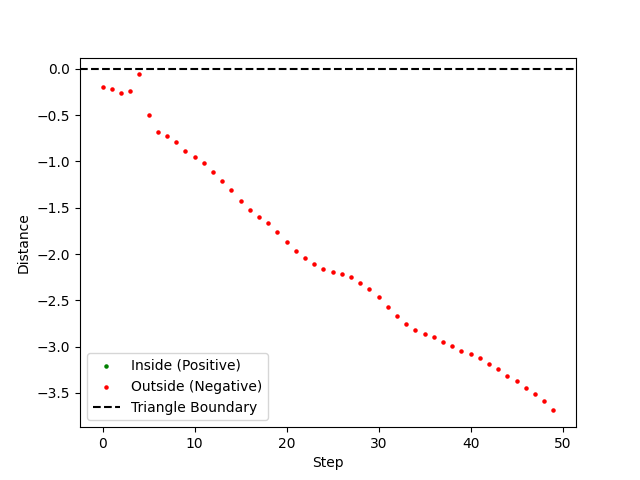 0.0
−0.5
−1.0
−1.5
−2.0
−2.5
−3.0
−3.5
Distance
Inside (Positive)
Outside (Negative)
Triangle Boundary
0 10 20 30 40 50
Step